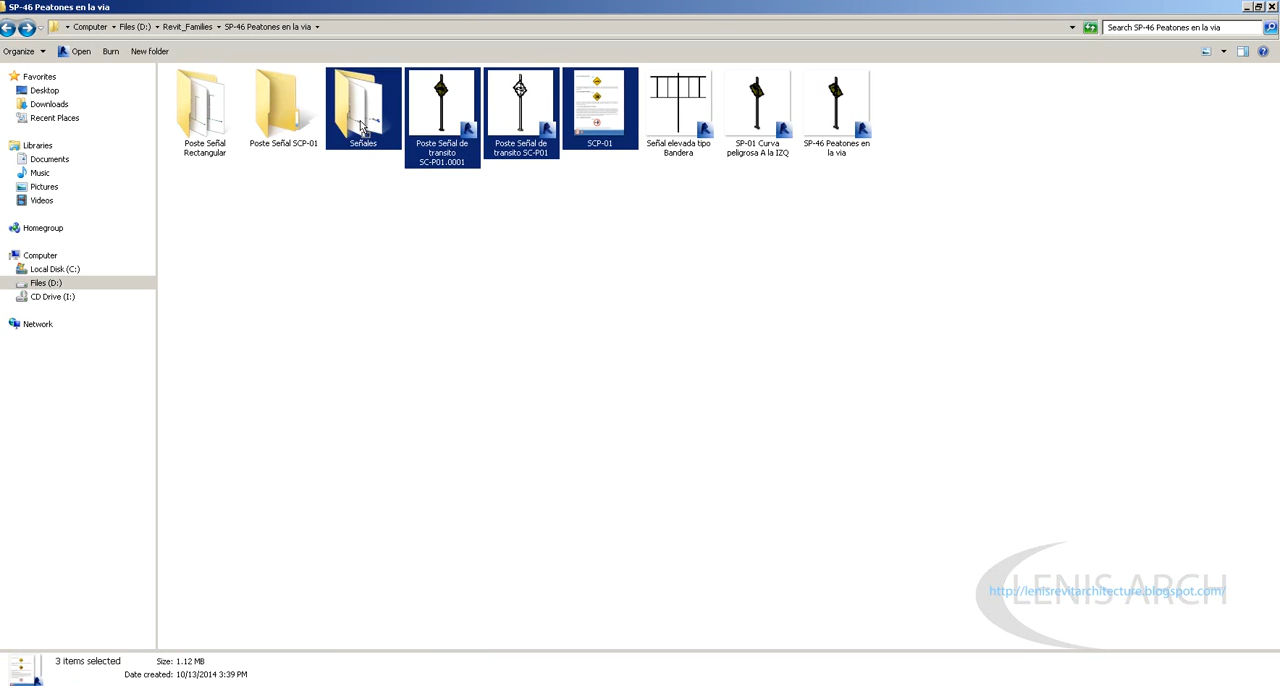 SP-46 Peatones en la via
Computer
Files (D:)
Revit_Families
SP-46 Peatones en la via
Search SP-46 Peatones en la via
Organize
Open
Burn
New folder
Favorites
Desktop
Downloads
Recent Places
Libraries
Documents
Music
Pictures
Videos
Homegroup
Computer
Local Disk (C:)
Files (D:)
CD Drive (I:)
Network
Poste Señal
Rectangular
Poste Señal SCP-01
Señales
Poste Señal de
transito
SC-P01.0001
Poste Señal de
transito SC-P01
SCP-01
Señal elevada tipo
Bandera
SP-01 Curva
peligrosa A la IZQ
SP-46 Peatones en
la via
LENIS ARCH
http://lenisrevitarchitecture.blogspot.com/
3 items selected
Size: 1.12 MB
Date created: 10/13/2014 3:39 PM